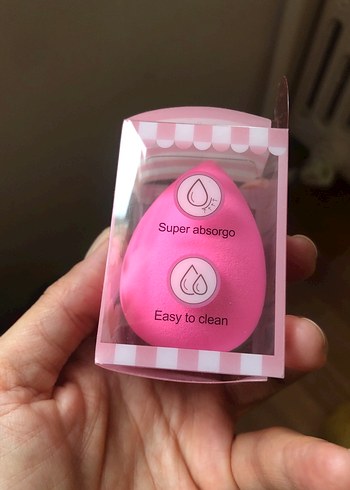 Super absorgo
Easy to clean